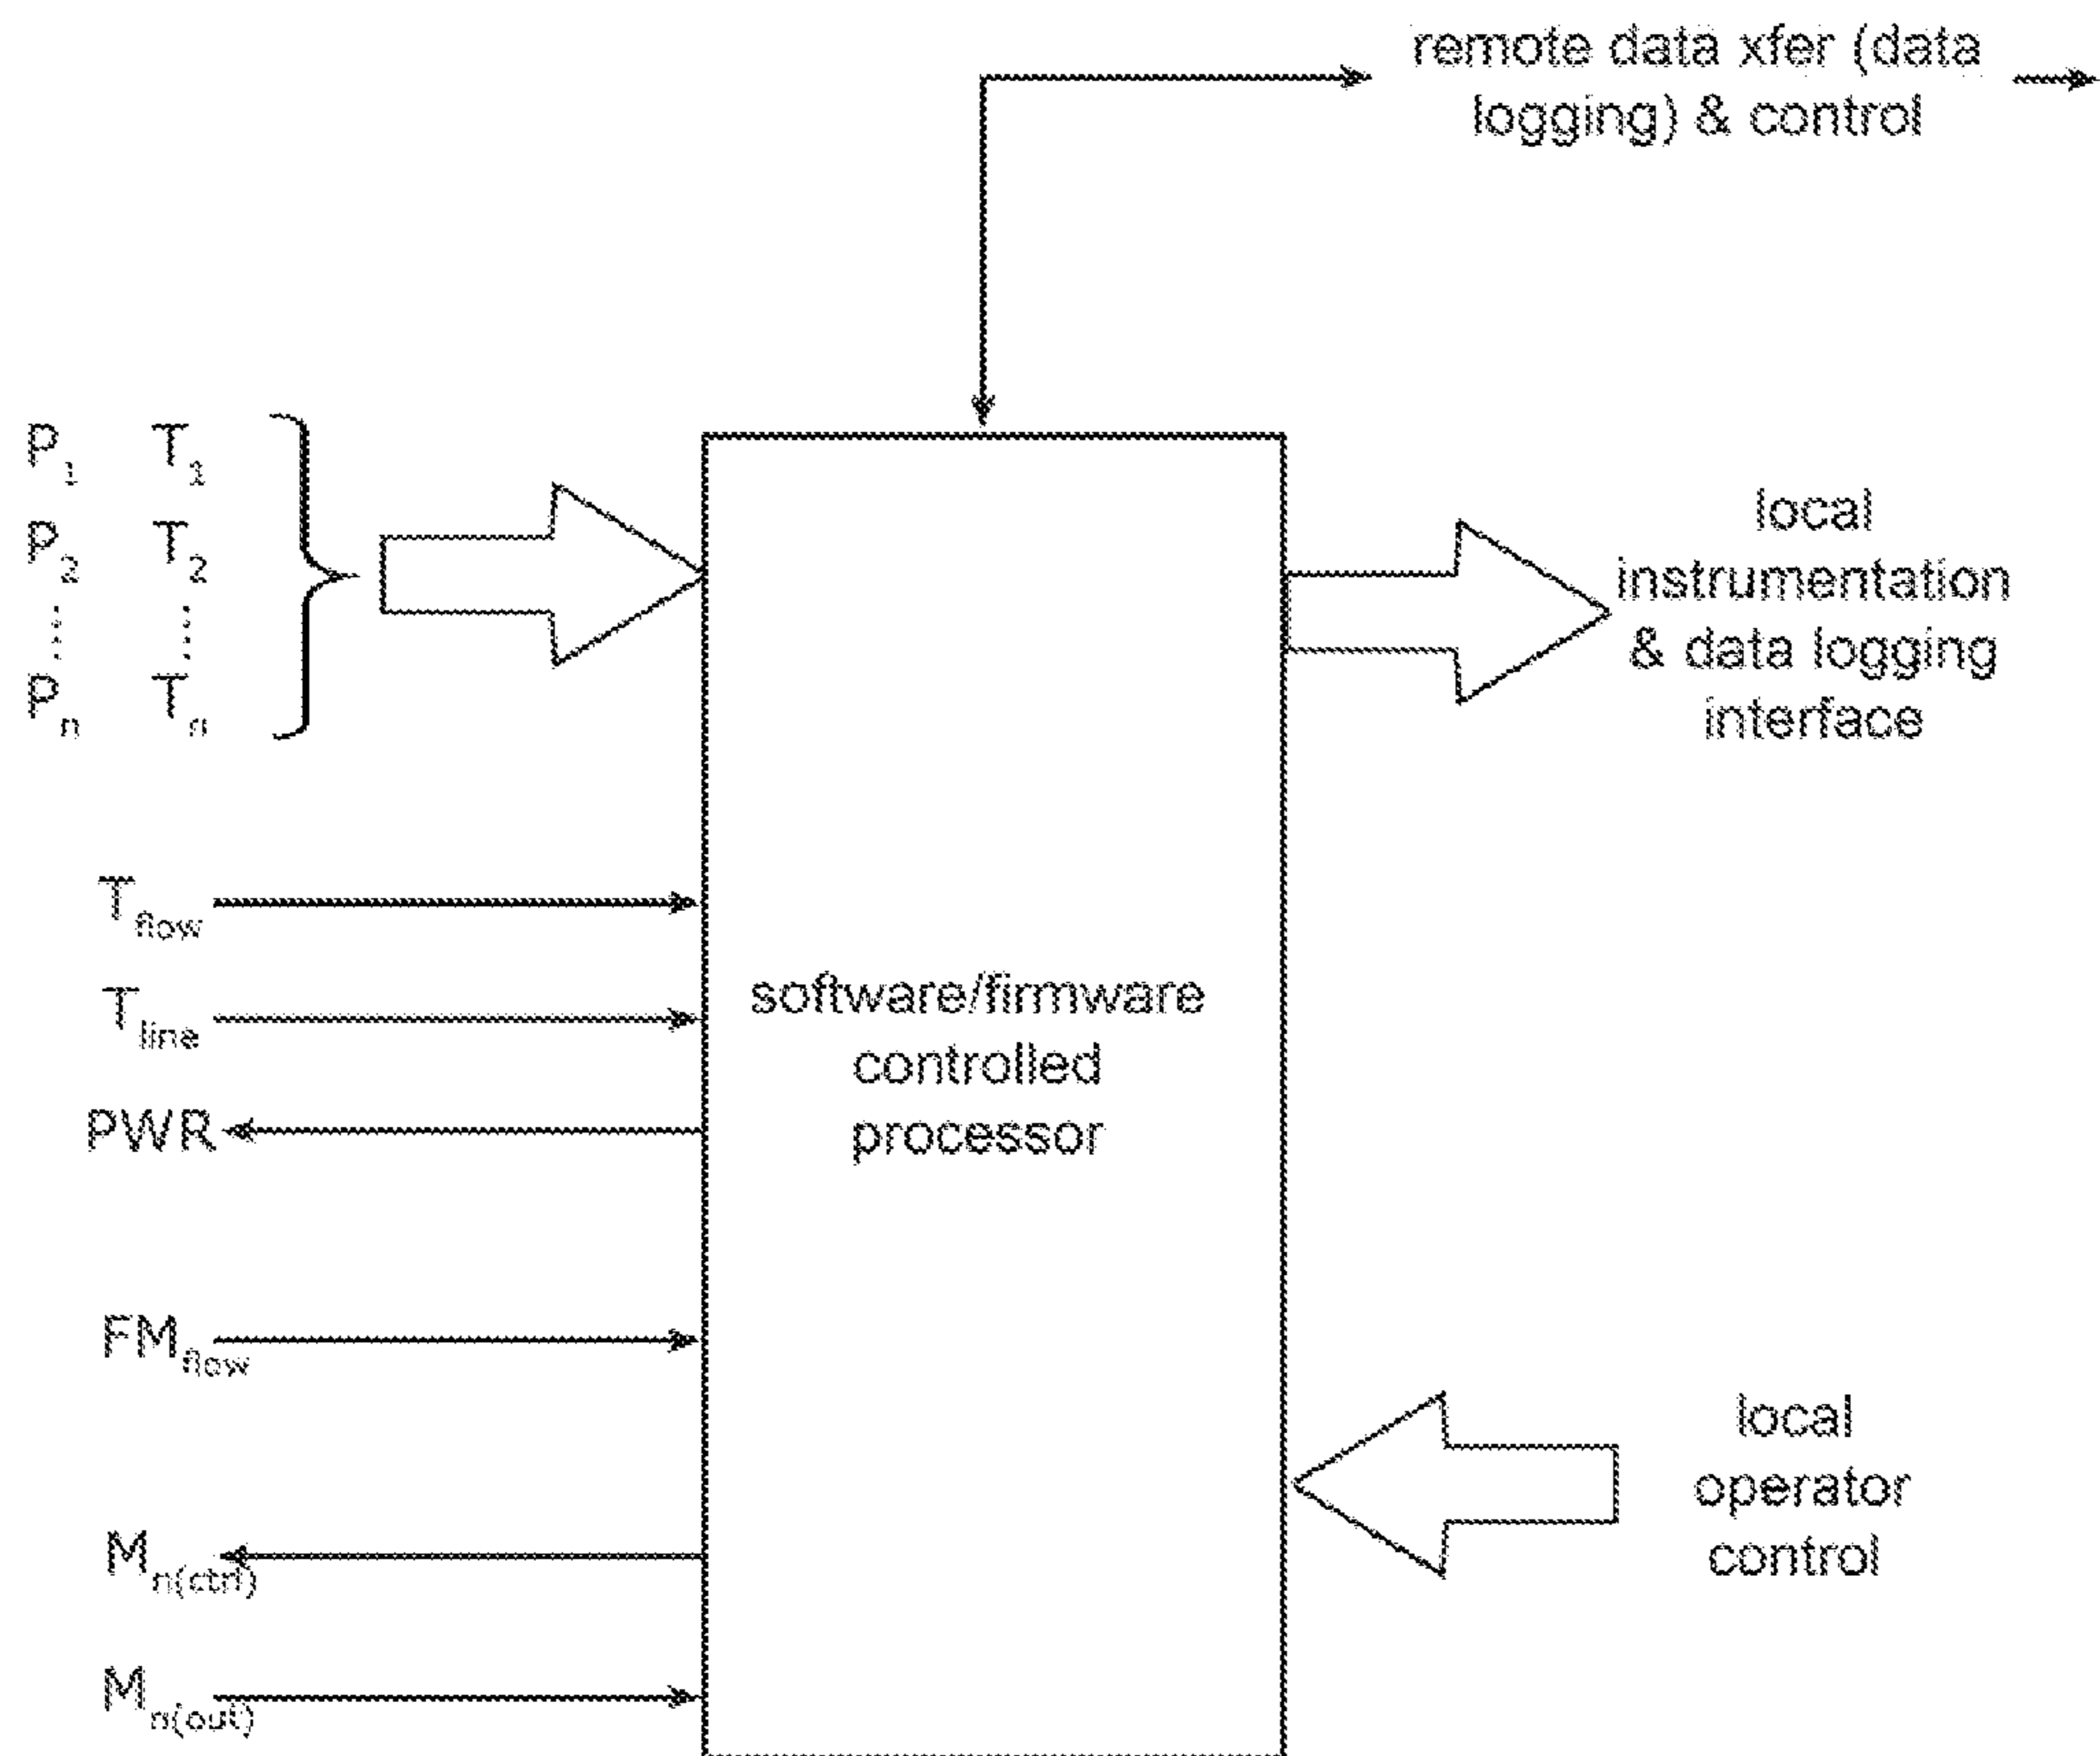 remote data xfer (data
logging) & control
P1 T1
P2 T2
⋮ ⋮
Pn Tn
local
instrumentation
& data logging
interface
Tflow
Tline
software/firmware
controlled
processor
PWR
FMflow
Mn(ctrl)
Mn(out)
local
operator
control